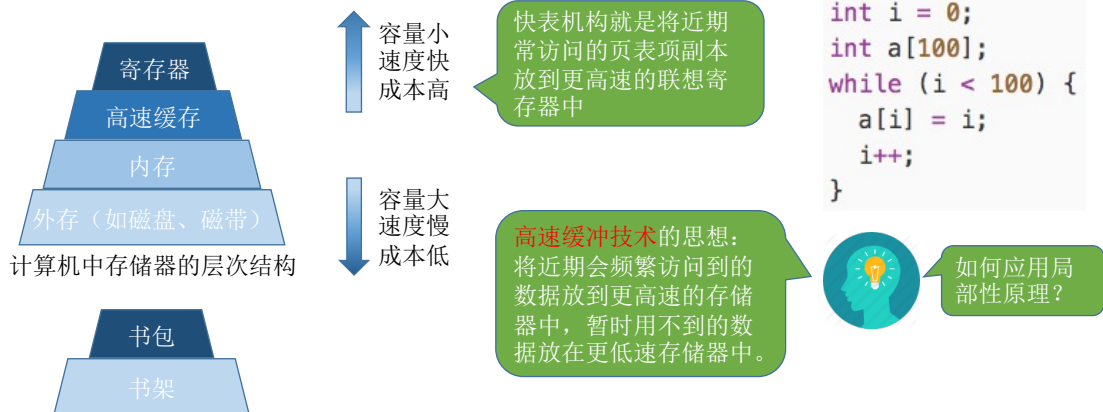 寄存器
高速缓存
内存
外存（如磁盘、磁带）
计算机中存储器的层次结构
书包
书架
容量小
速度快
成本高
容量大
速度慢
成本低
快表机构就是将近期
常访问的页表项副本
放到更高速的联想寄
存器中
高速缓冲技术的思想：
将近期会频繁访问到的
数据放到更高速的存储
器中，暂时用不到的数
据放在更低速存储器中。
int i = 0;
int a[100];
while (i < 100) {
  a[i] = i;
  i++;
}
如何应用局
部性原理？